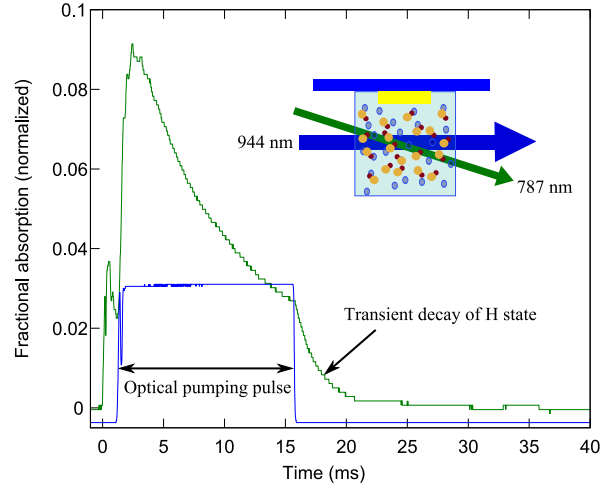 0.1
0.08
0.06
0.04
0.02
0
Fractional absorption (normalized)
944 nm
787 nm
Transient decay of H state
Optical pumping pulse
0 5 10 15 20 25 30 35 40
Time (ms)